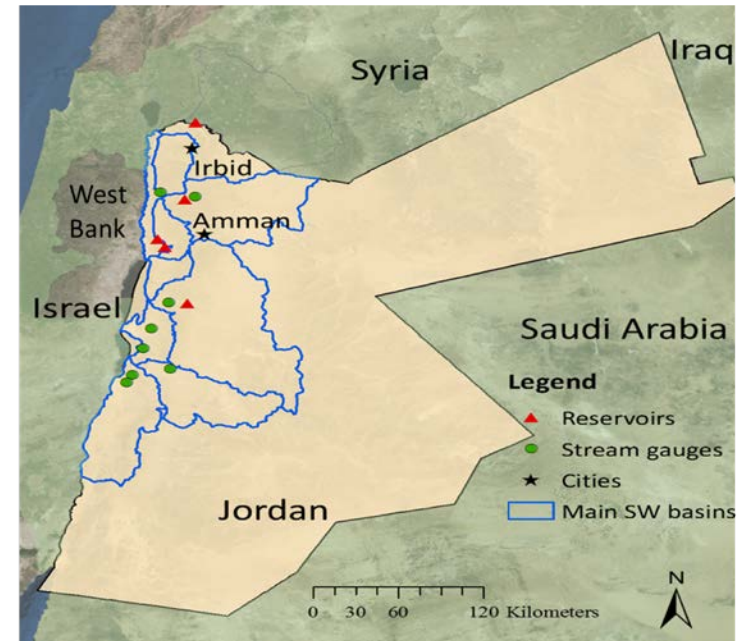 Iraq
Syria
Irbid
West
Bank
Amman
Israel
Saudi Arabia
Legend
Reservoirs
Stream gauges
Cities
Main SW basins
Jordan
N
0 30 60 120 Kilometers